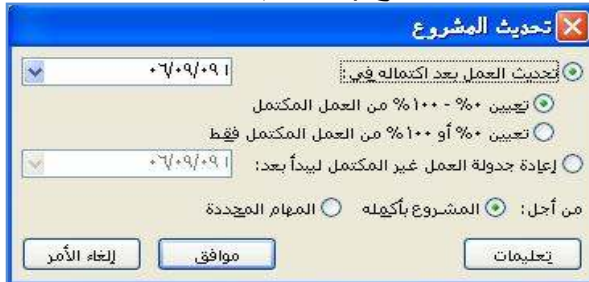 تحديث المشروع
تحديث العمل بعد اكتماله في: ٠٦/٠٩/٠٩١
تعيين ٠% - ١٠٠% من العمل المكتمل
تعيين ٠% أو ١٠٠% من العمل المكتمل فقط
إعادة جدولة العمل غير المكتمل ليبدأ بعد: ٠٦/٠٩/٠٩١
من أجل: المشروع بأكمله المهام المحددة
تعليمات موافق إلغاء الأمر